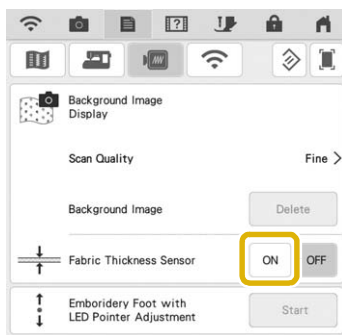 Background Image
Display
Scan Quality
Fine >
Background Image
Delete
Fabric Thickness Sensor
ON
OFF
Emboridery Foot with
LED Pointer Adjustment
Start